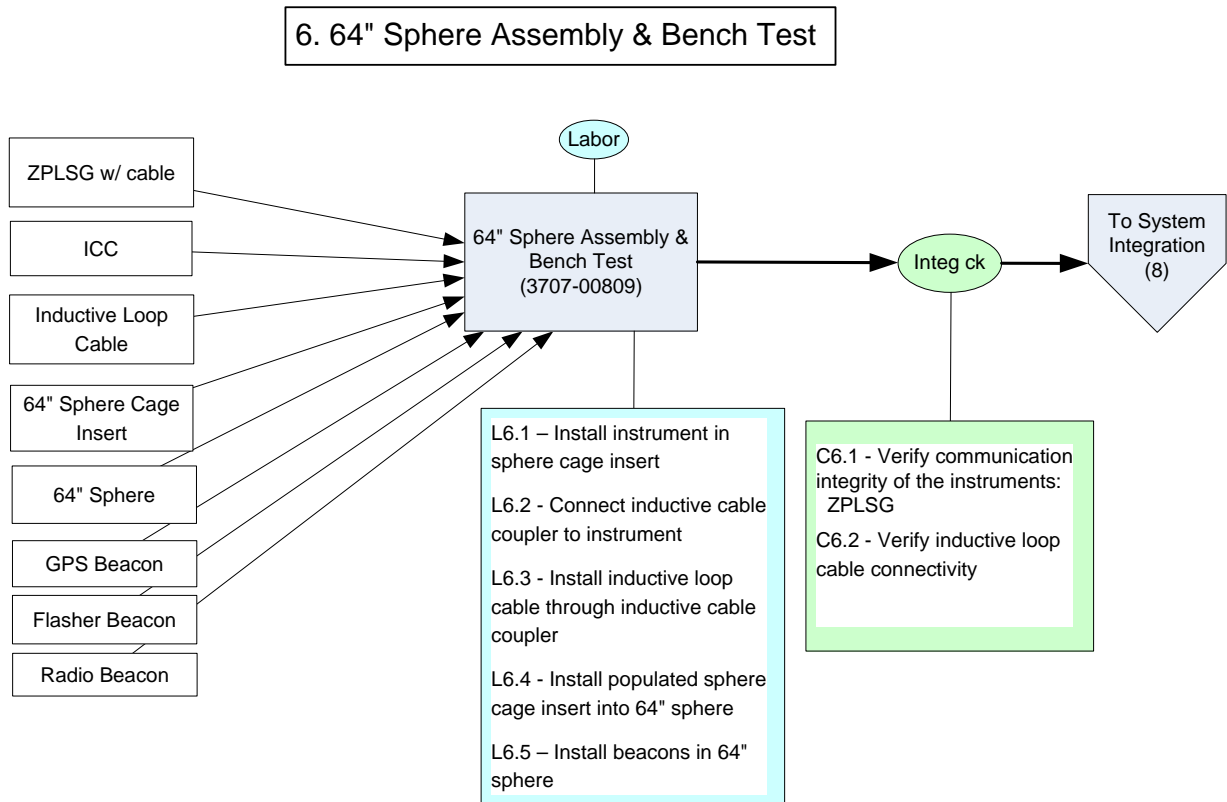 6. 64" Sphere Assembly & Bench Test
Labor
ZPLSG w/ cable
ICC
Inductive Loop
Cable
64" Sphere Cage
Insert
64" Sphere
GPS Beacon
Flasher Beacon
Radio Beacon
64" Sphere Assembly &
Bench Test
(3707-00809)
Integ ck
To System
Integration
(8)
L6.1 – Install instrument in
sphere cage insert
L6.2 - Connect inductive cable
coupler to instrument
L6.3 - Install inductive loop
cable through inductive cable
coupler
L6.4 - Install populated sphere
cage insert into 64" sphere
L6.5 – Install beacons in 64"
sphere
C6.1 - Verify communication
integrity of the instruments:
ZPLSG
C6.2 - Verify inductive loop
cable connectivity